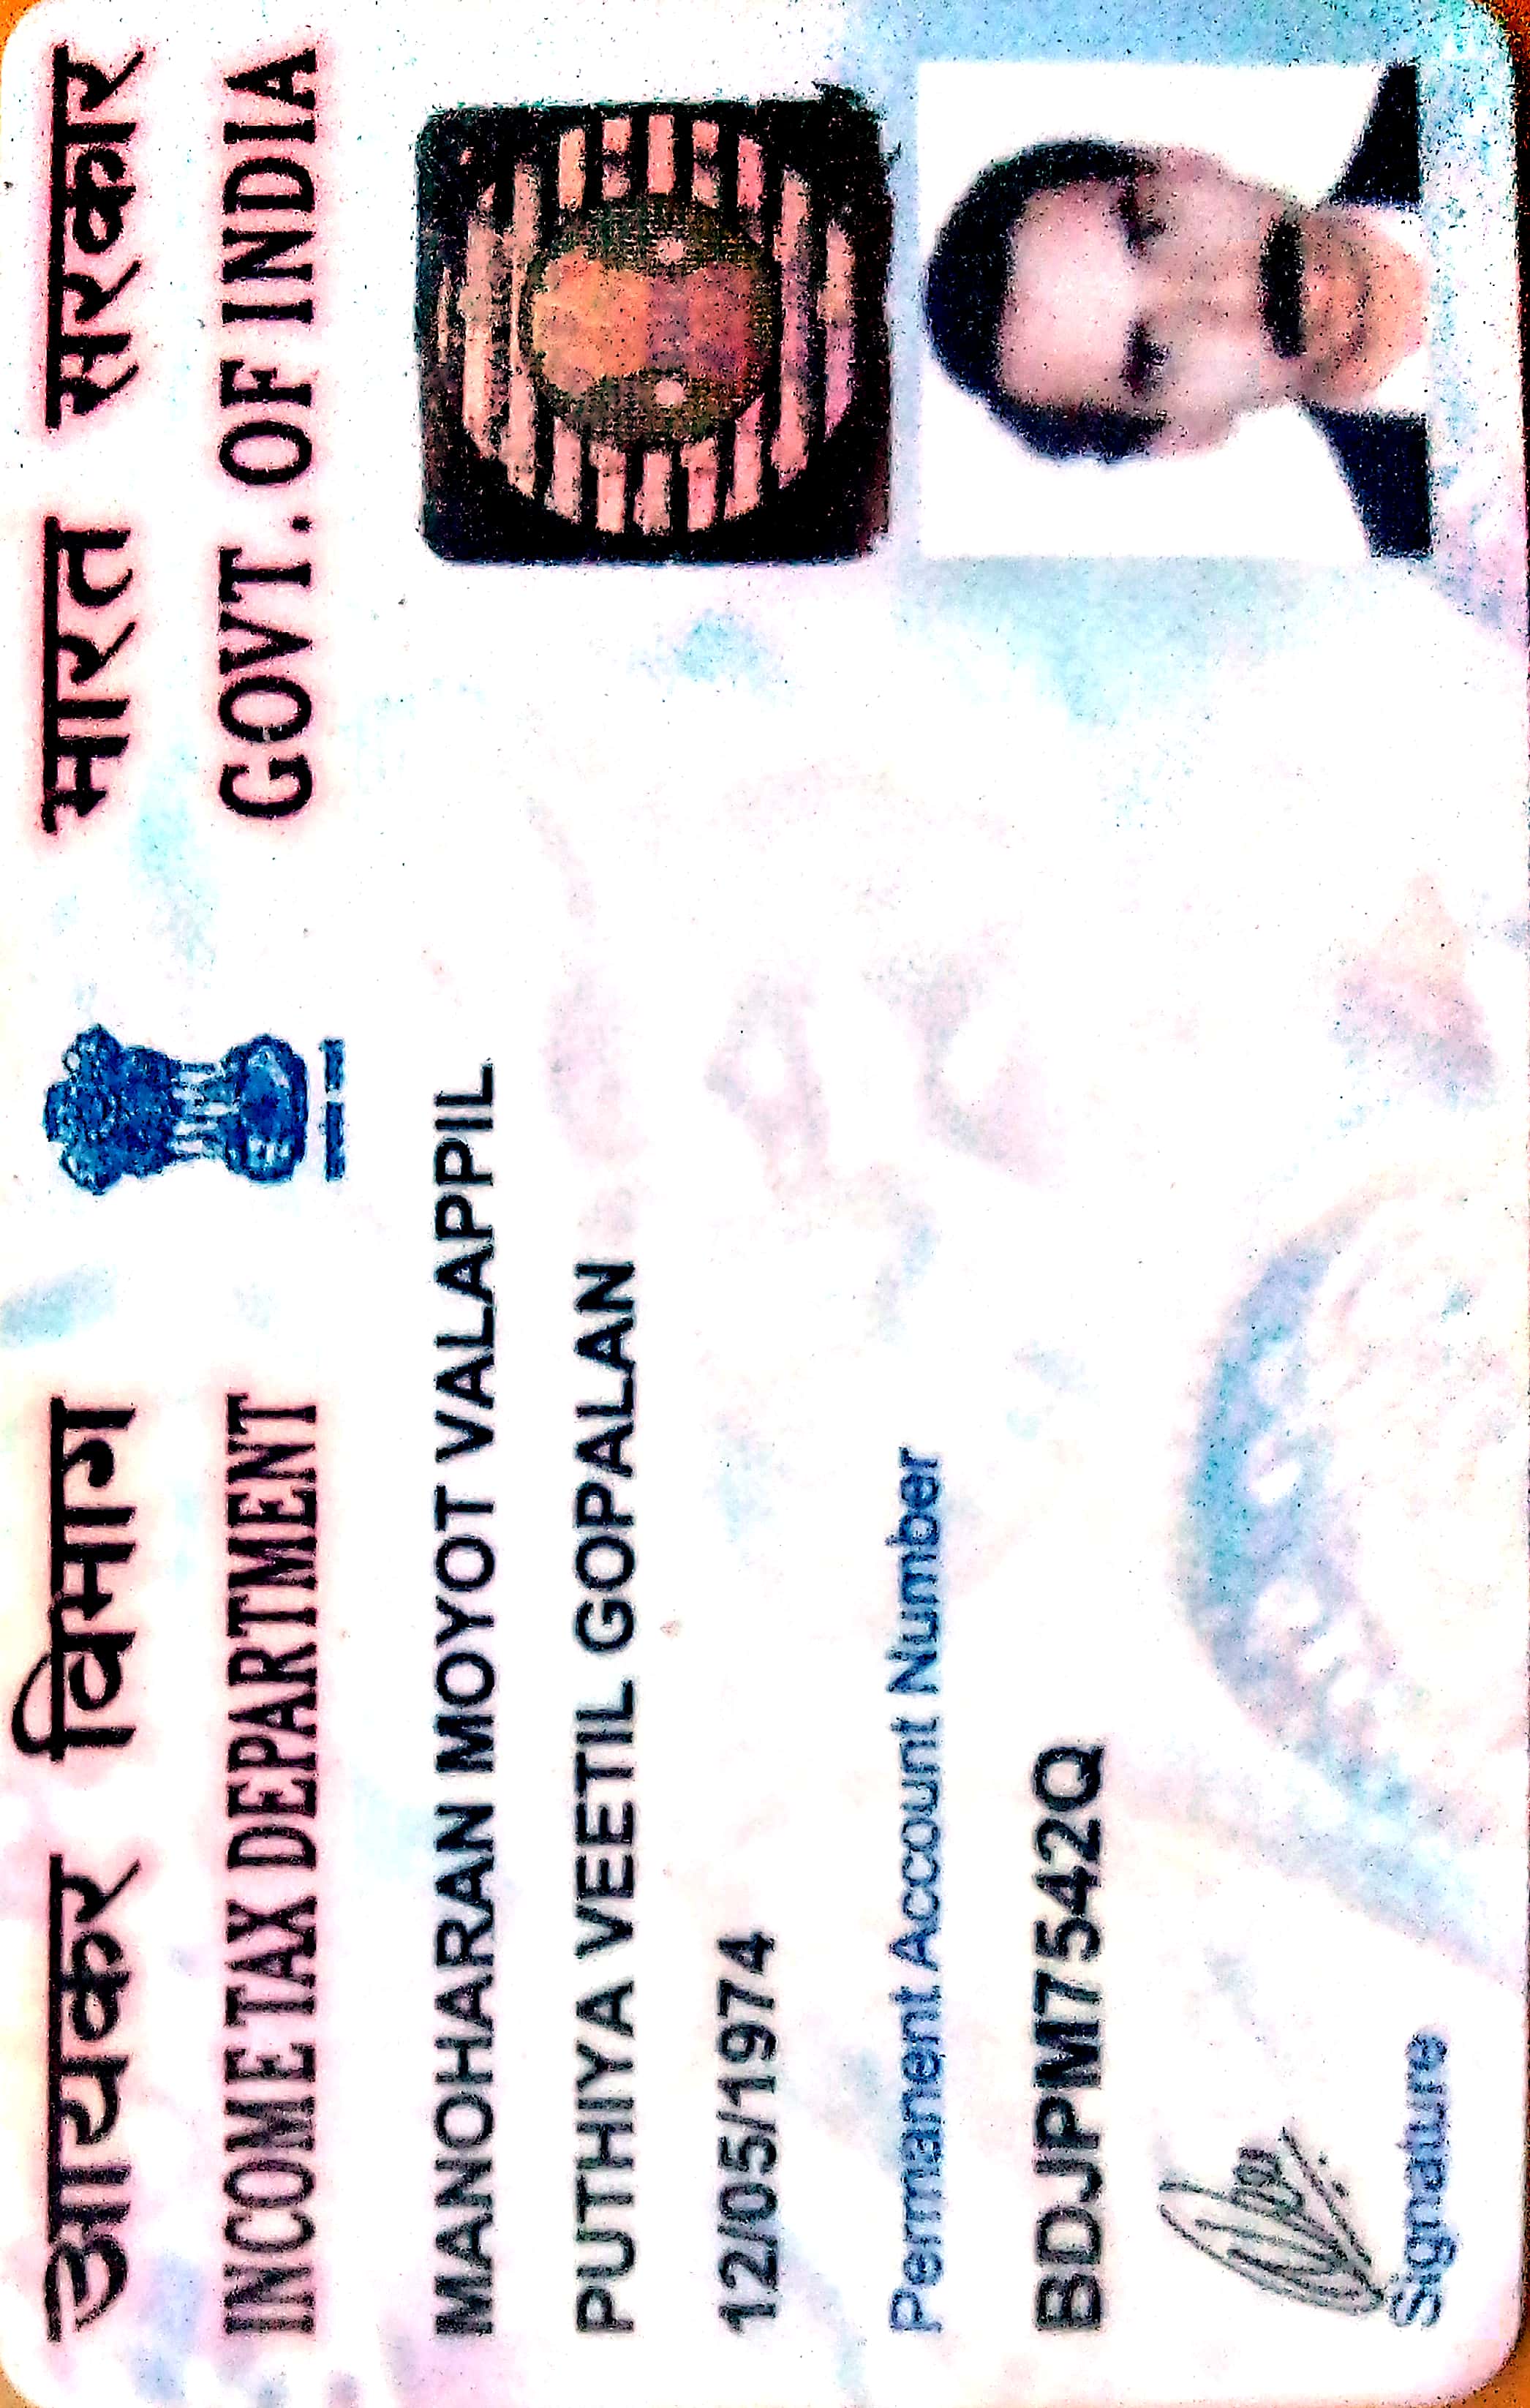 आयकर विभाग भारत सरकार
INCOME TAX DEPARTMENT GOVT. OF INDIA
MANOHARAN MOYOT VALAPPIL
PUTHIYA VEETIL GOPALAN
12/05/1974
Permanent Account Number
BDJPM7542Q
Signature